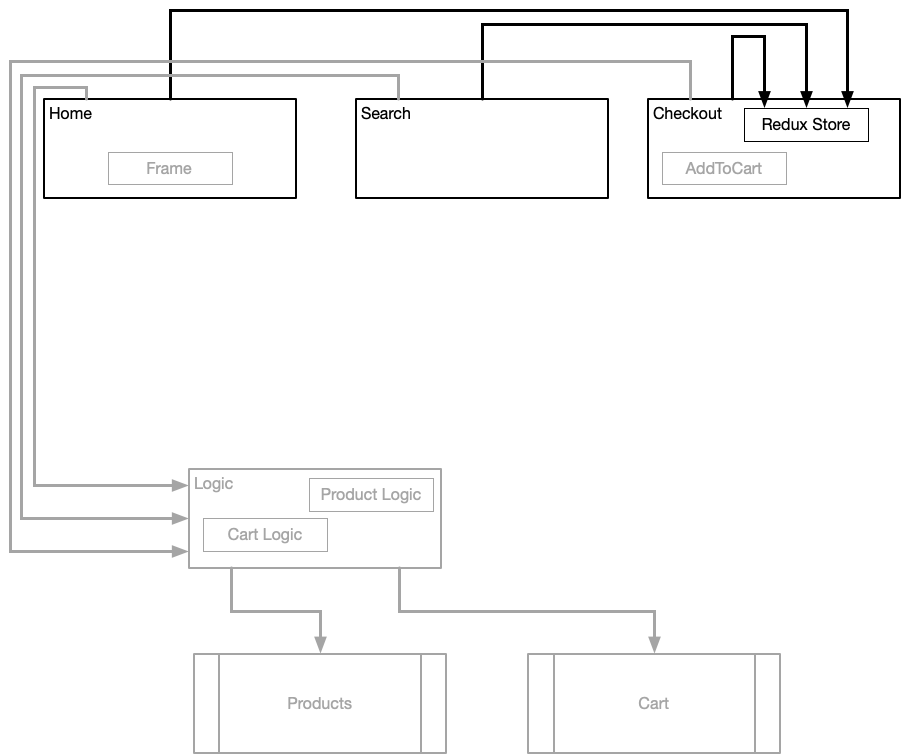 Home
Search
Checkout
Redux Store
Frame
AddToCart
Logic
Product Logic
Cart Logic
Products
Cart